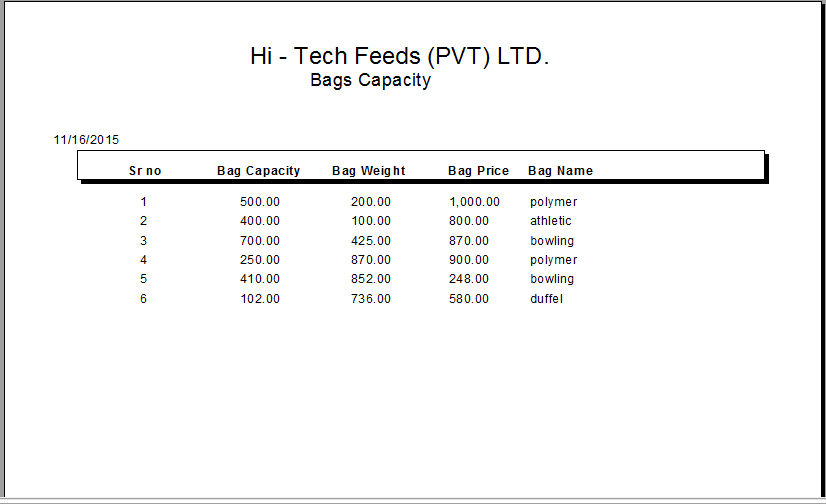 Hi - Tech Feeds (PVT) LTD.
Bags Capacity
11/16/2015
Sr no Bag Capacity Bag Weight Bag Price Bag Name
1 500.00 200.00 1,000.00 polymer
2 400.00 100.00 800.00 athletic
3 700.00 425.00 870.00 bowling
4 250.00 870.00 900.00 polymer
5 410.00 852.00 248.00 bowling
6 102.00 736.00 580.00 duffel